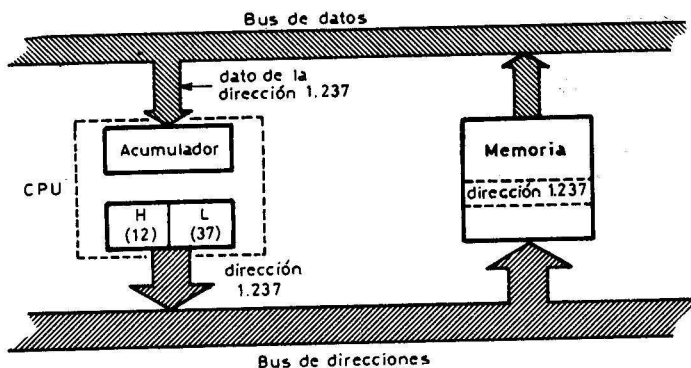 Bus de datos
dato de la
dirección 1.237
Acumulador
CPU
H
(12)
L
(37)
dirección
1.237
Memoria
dirección 1.237
Bus de direcciones